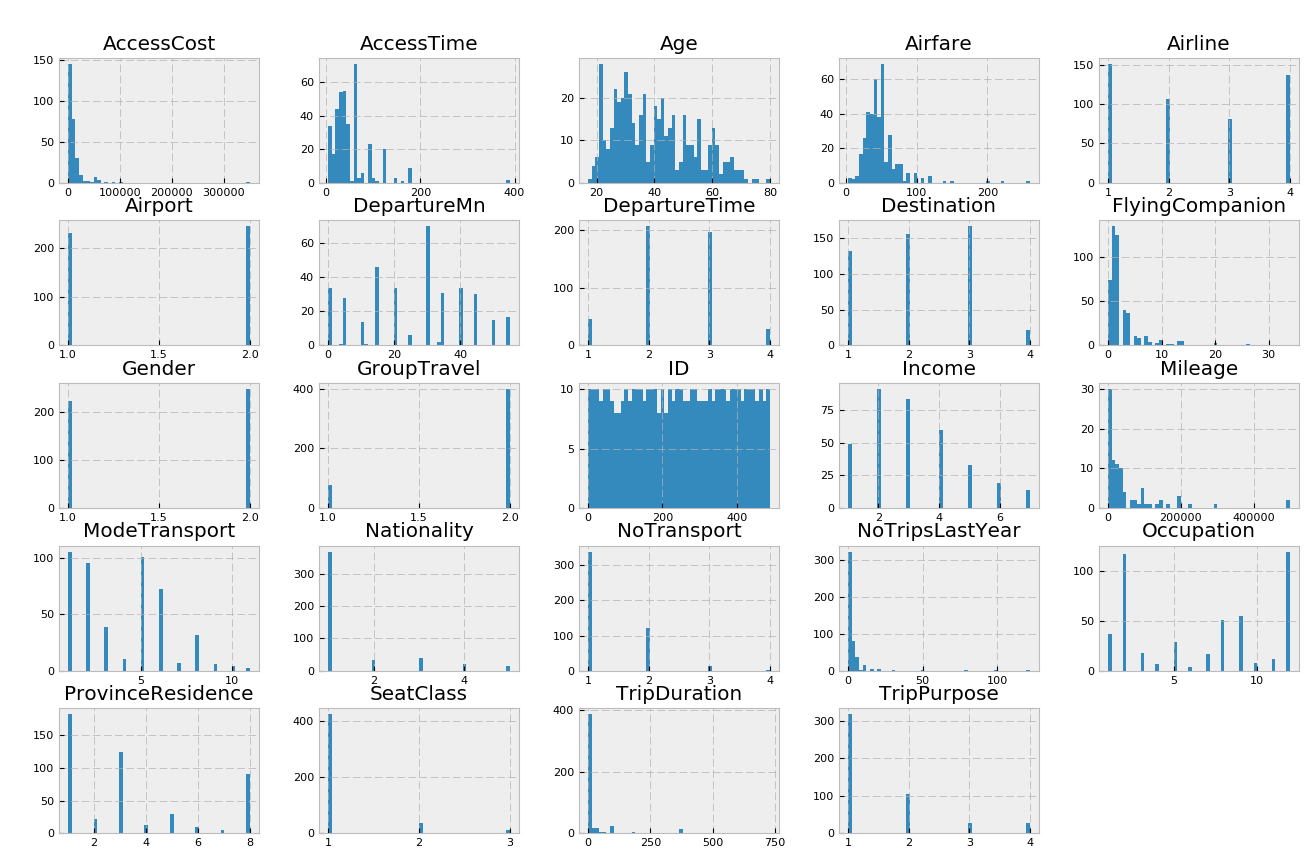 AccessCost AccessTime Age Airfare Airline
150 100 50 0
60 40 20 0
20 10 0
60 40 20 0
150 100 50 0
0 100000 200000 300000
0 200 400
20 40 60 80
0 100 200
1 2 3 4
Airport DepartureMn DepartureTime Destination FlyingCompanion
200 100 0
60 40 20 0
200 100 0
150 100 50 0
100 50 0
1.0 1.5 2.0
0 20 40
1 2 3 4
1 2 3 4
0 10 20 30
Gender GroupTravel ID Income Mileage
200 100 0
400 200 0
10 5 0
75 50 25 0
30 20 10 0
1.0 1.5 2.0
1.0 1.5 2.0
0 200 400
2 4 6
0 200000 400000
ModeTransport Nationality NoTransport NoTripsLastYear Occupation
100 50 0
300 200 100 0
300 200 100 0
300 200 100 0
100 50 0
5 10
2 4
1 2 3 4
0 50 100
5 10
ProvinceResidence SeatClass TripDuration TripPurpose
150 100 50 0
400 200 0
400 200 0
300 200 100 0
2 4 6 8
1 2 3
0 250 500 750
1 2 3 4